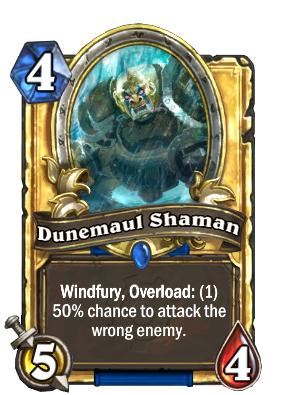 4
Dunemaul Shaman
Windfury, Overload: (1)
50% chance to attack the
wrong enemy.
5
4